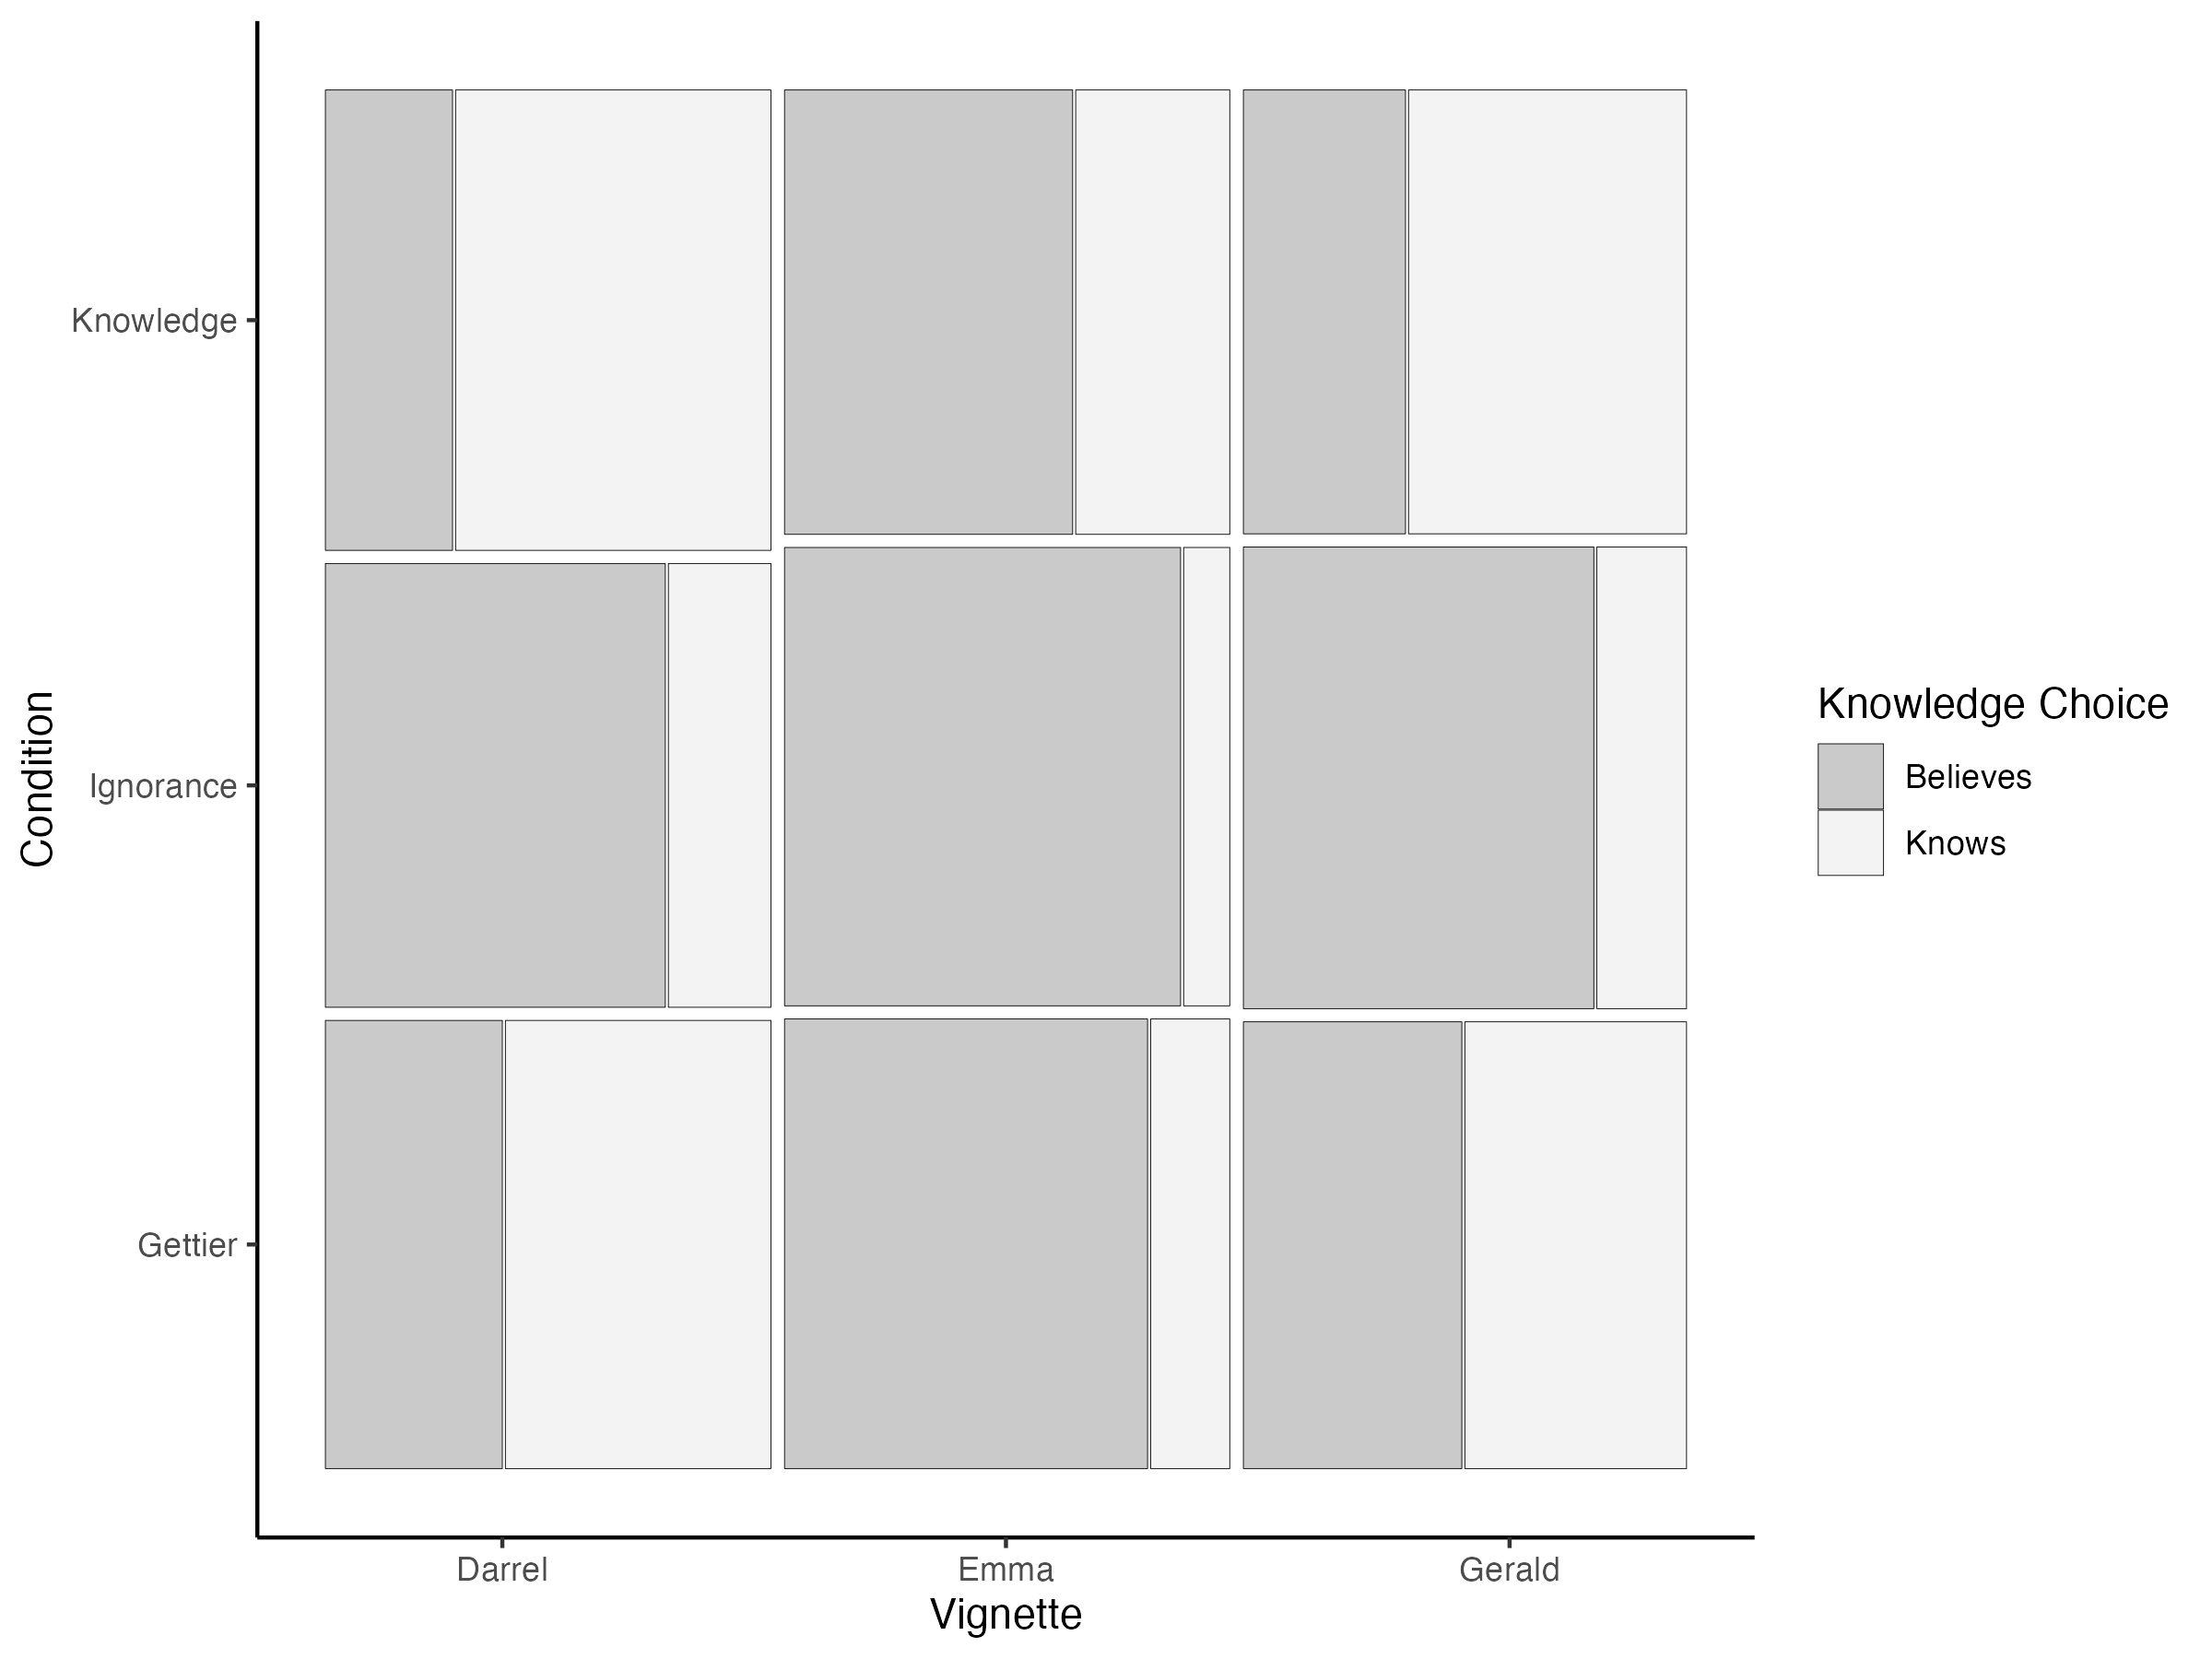 Condition
Knowledge
Ignorance
Gettier
Darrel
Emma
Gerald
Vignette
Knowledge Choice
Believes
Knows